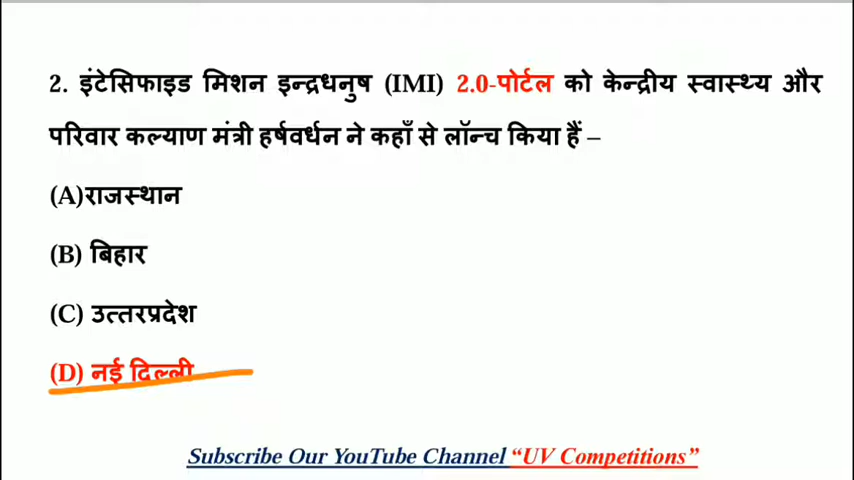 2. इंटेसिफाइड मिशन इन्द्रधनुष (IMI) 2.0-पोर्टल को केन्द्रीय स्वास्थ्य और
परिवार कल्याण मंत्री हर्षवर्धन ने कहाँ से लॉन्च किया हैं –
(A)राजस्थान
(B) बिहार
(C) उत्तरप्रदेश
(D) नई दिल्ली
Subscribe Our YouTube Channel “UV Competitions”